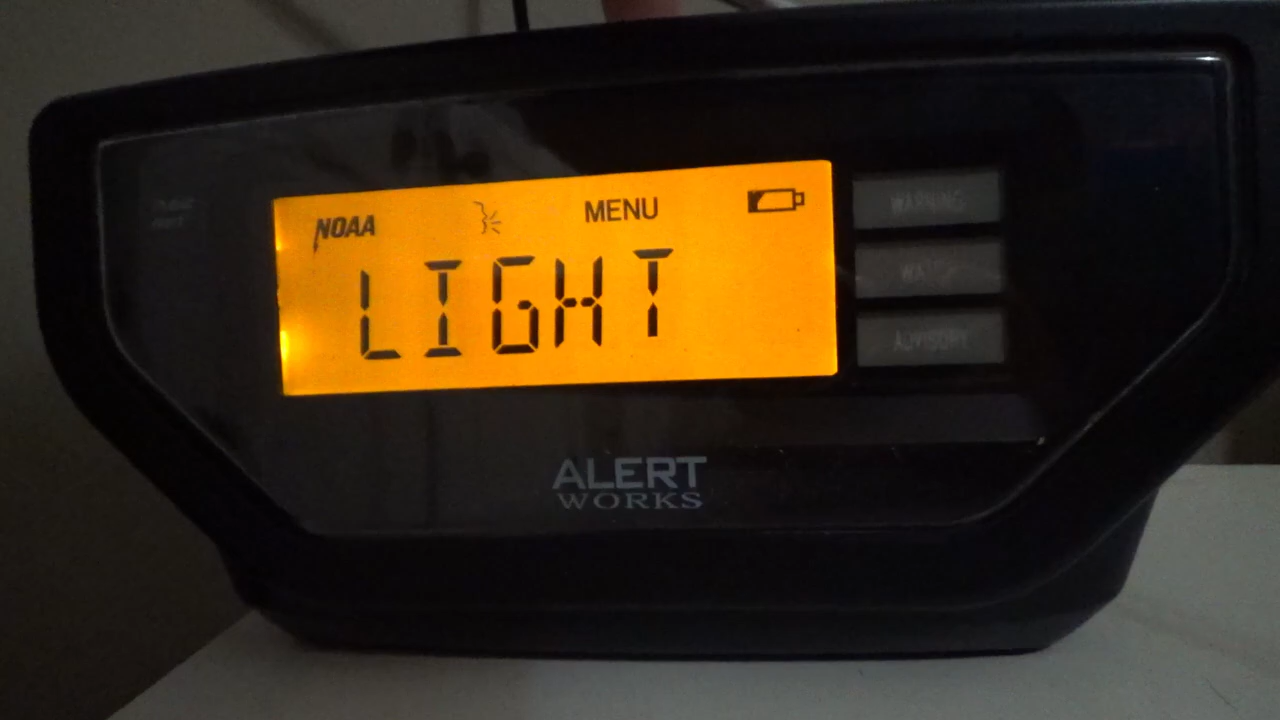 NOAA MENU
LIGHT
WARNING
WATCH
ADVISORY
ALERT
WORKS